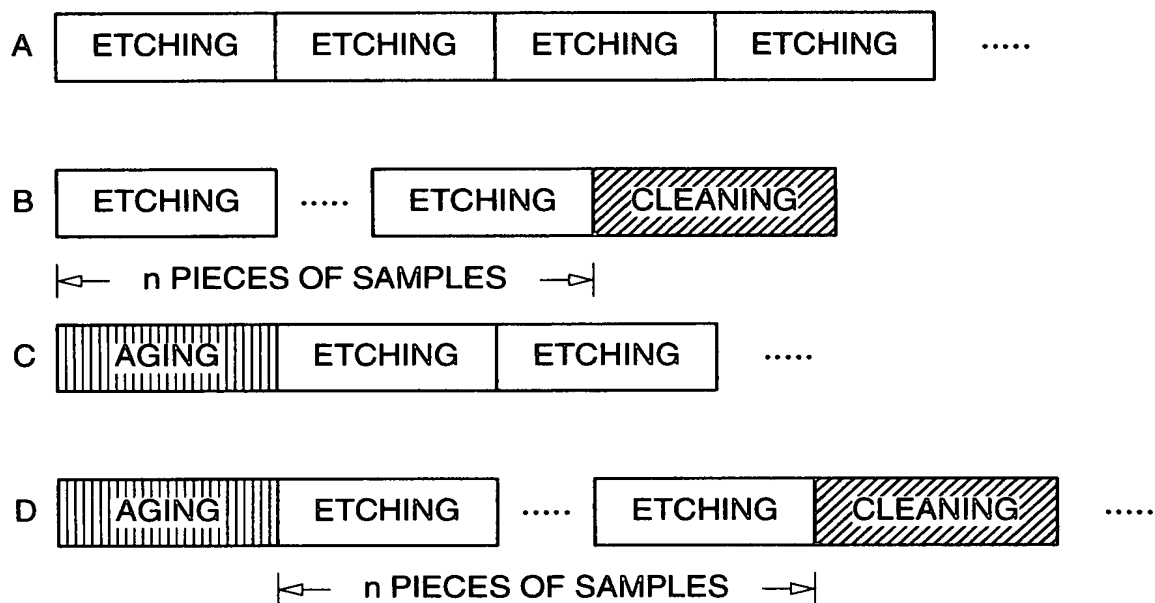 A ETCHING ETCHING ETCHING ETCHING .....
B ETCHING ..... ETCHING CLEANING
n PIECES OF SAMPLES
C AGING ETCHING ETCHING .....
D AGING ETCHING ..... ETCHING CLEANING .....
n PIECES OF SAMPLES